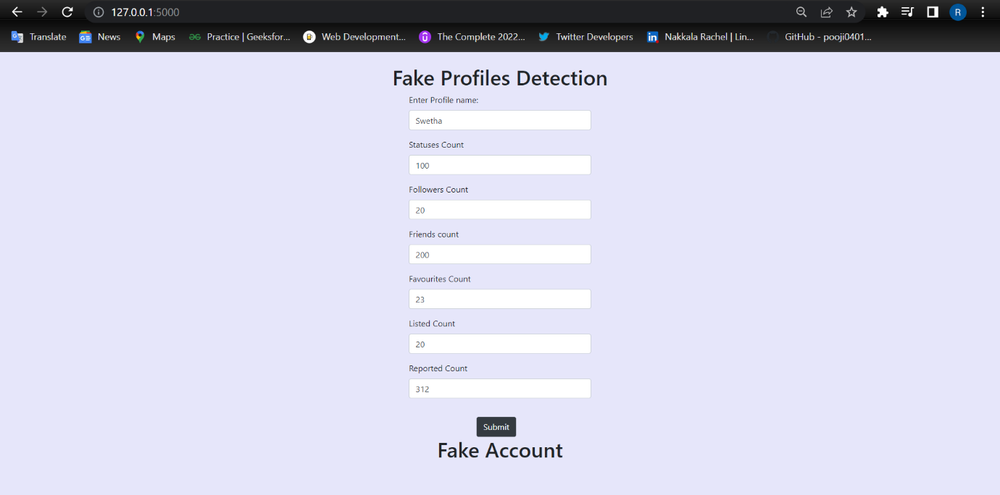 127.0.0.1:5000
R
Translate News Maps Practice | Geeksfor... Web Development... The Complete 2022... Twitter Developers Nakkala Rachel | Lin... GitHub - pooji0401...
Fake Profiles Detection
Enter Profile name:
Swetha
Statuses Count
100
Followers Count
20
Friends count
200
Favourites Count
23
Listed Count
20
Reported Count
312
Submit
Fake Account